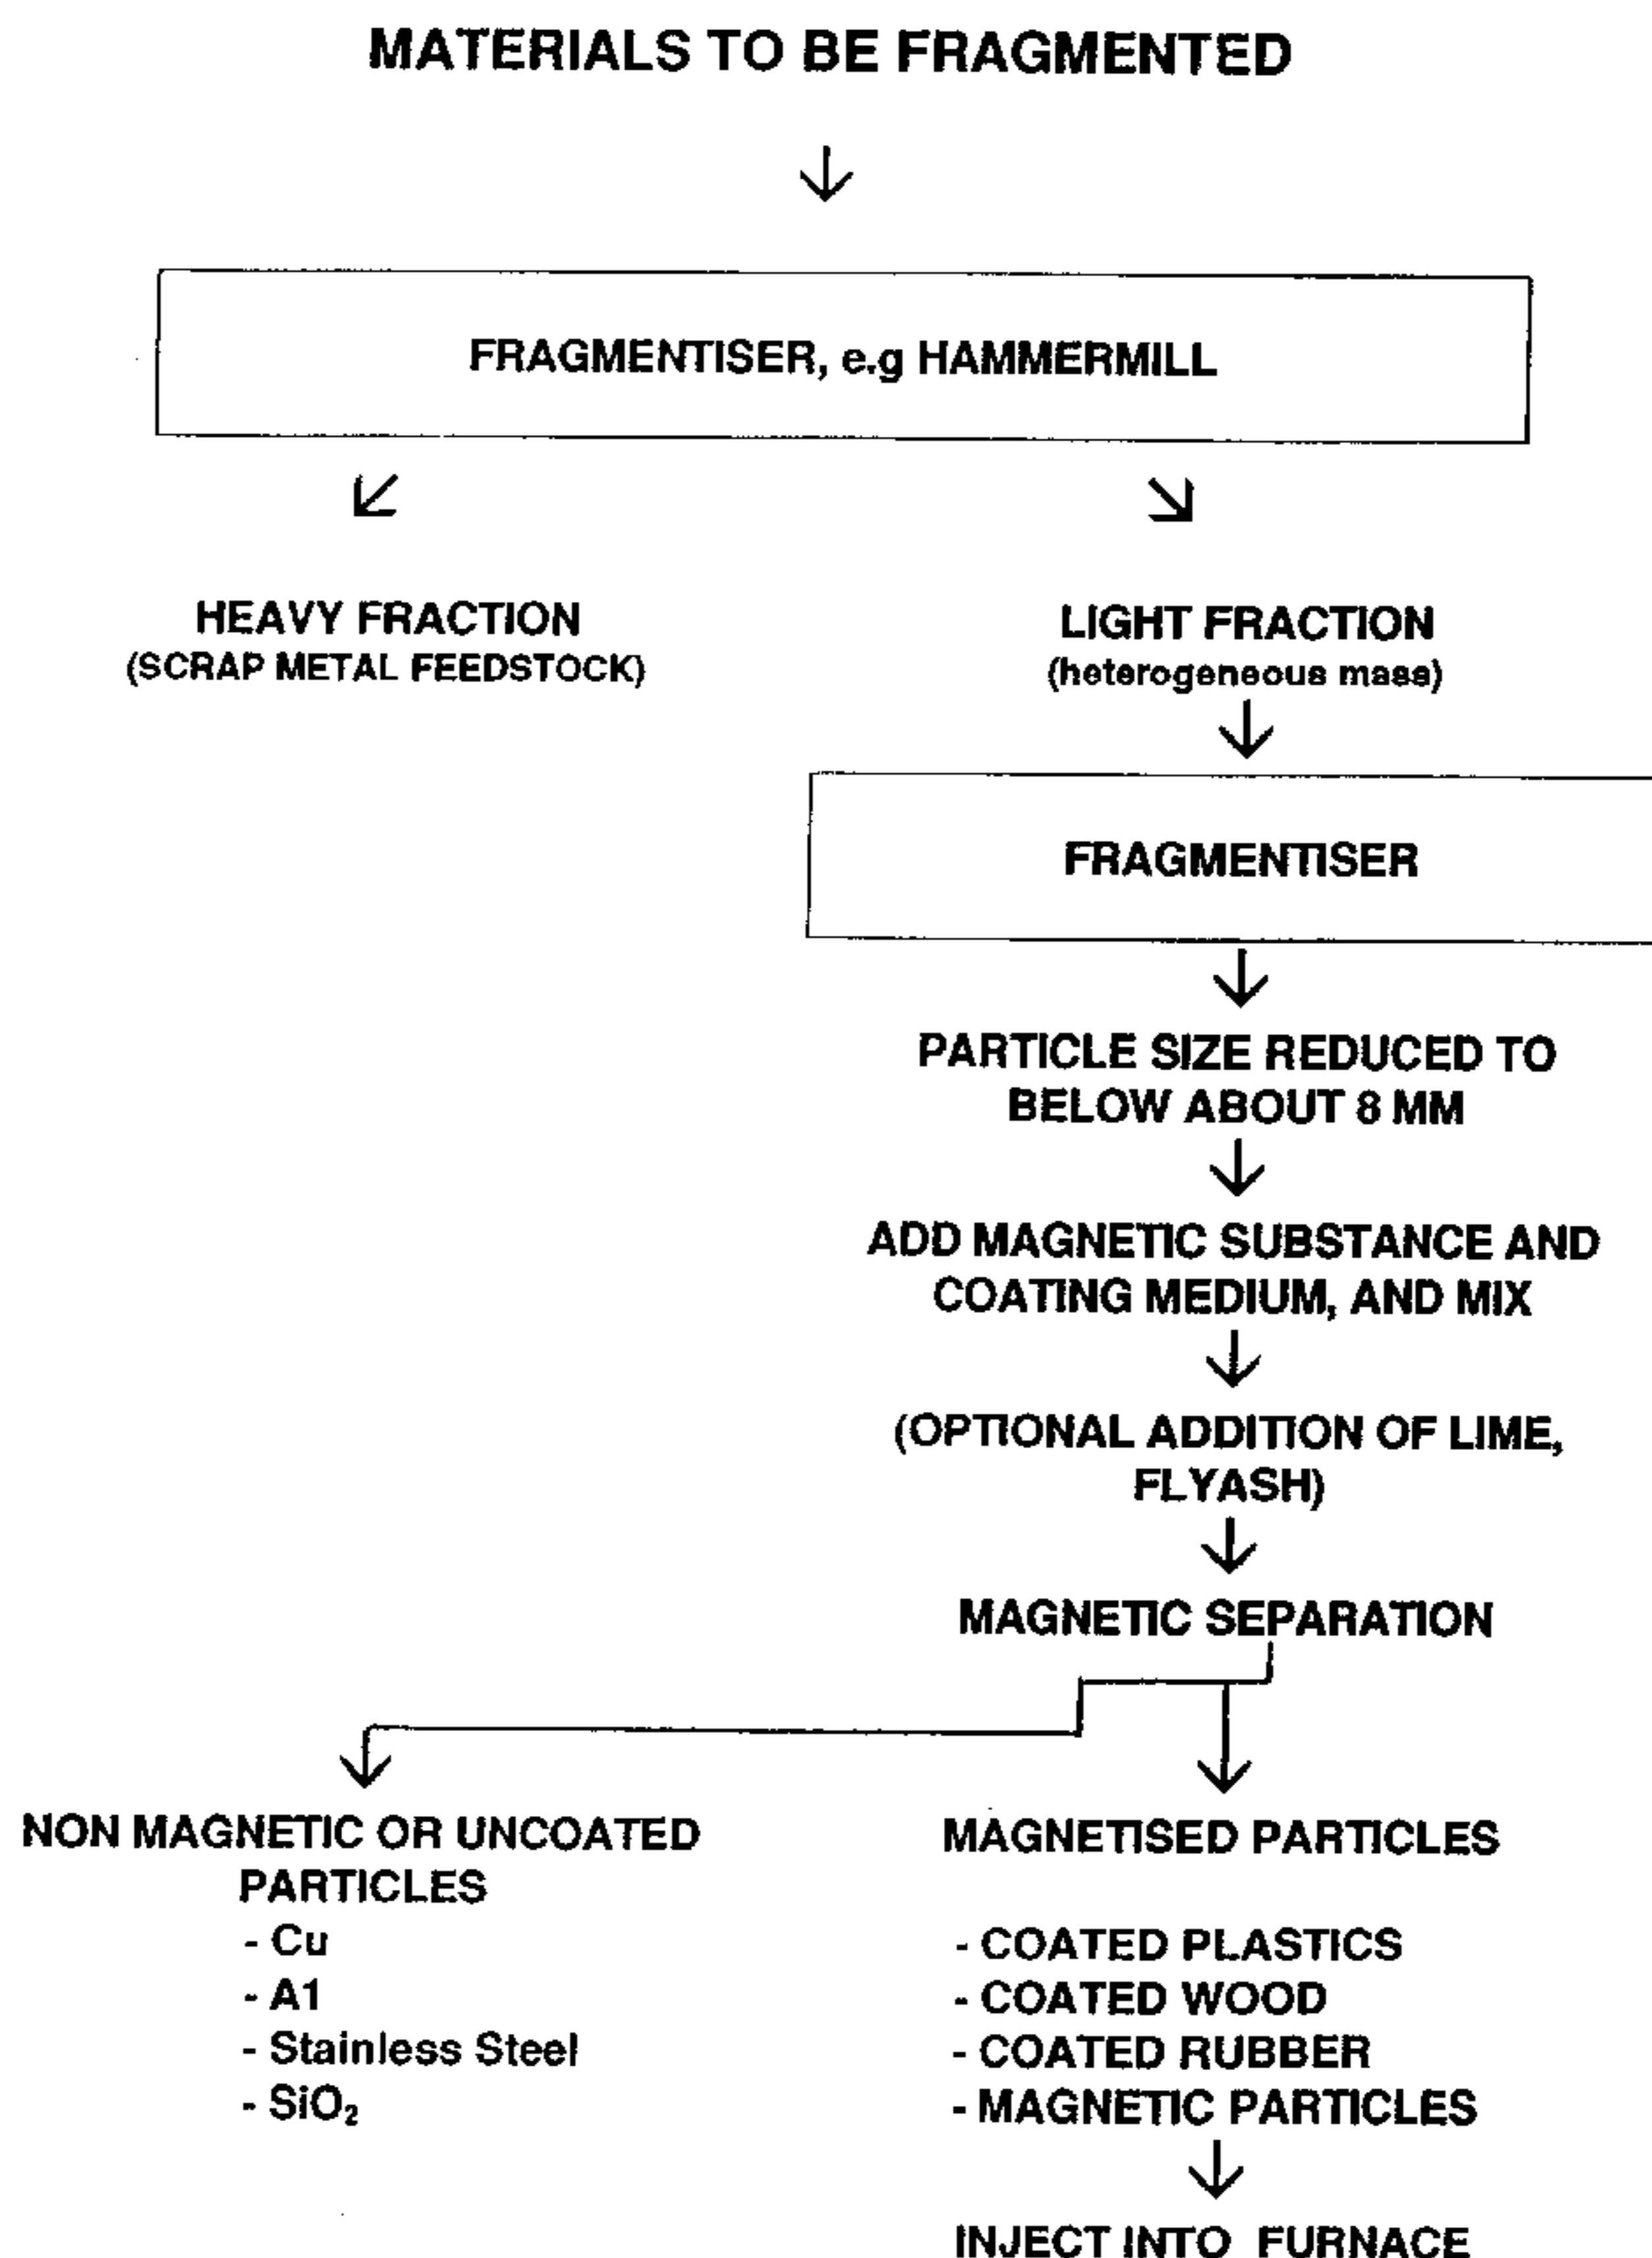 MATERIALS TO BE FRAGMENTED
FRAGMENTISER, e.g HAMMERMILL
HEAVY FRACTION
(SCRAP METAL FEEDSTOCK)
LIGHT FRACTION
(heterogeneous mass)
FRAGMENTISER
PARTICLE SIZE REDUCED TO
BELOW ABOUT 8 MM
ADD MAGNETIC SUBSTANCE AND
COATING MEDIUM, AND MIX
(OPTIONAL ADDITION OF LIME,
FLYASH)
MAGNETIC SEPARATION
NON MAGNETIC OR UNCOATED
PARTICLES
- Cu
- A1
- Stainless Steel
- SiO₂
MAGNETISED PARTICLES
- COATED PLASTICS
- COATED WOOD
- COATED RUBBER
- MAGNETIC PARTICLES
INJECT INTO FURNACE